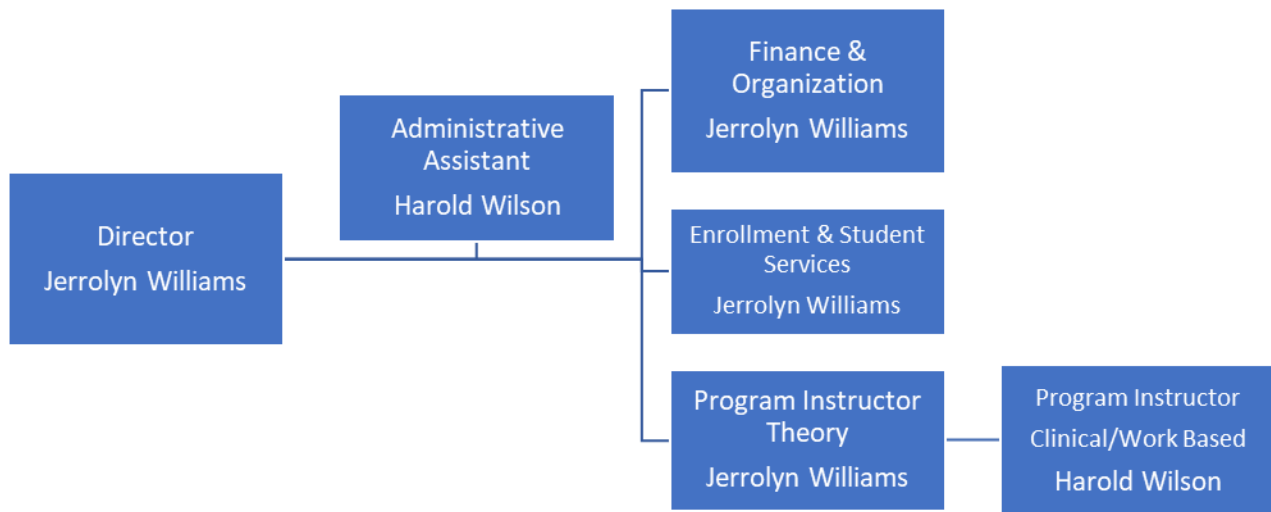 Director
Jerrolyn Williams
Administrative
Assistant
Harold Wilson
Finance &
Organization
Jerrolyn Williams
Enrollment & Student
Services
Jerrolyn Williams
Program Instructor
Theory
Jerrolyn Williams
Program Instructor
Clinical/Work Based
Harold Wilson